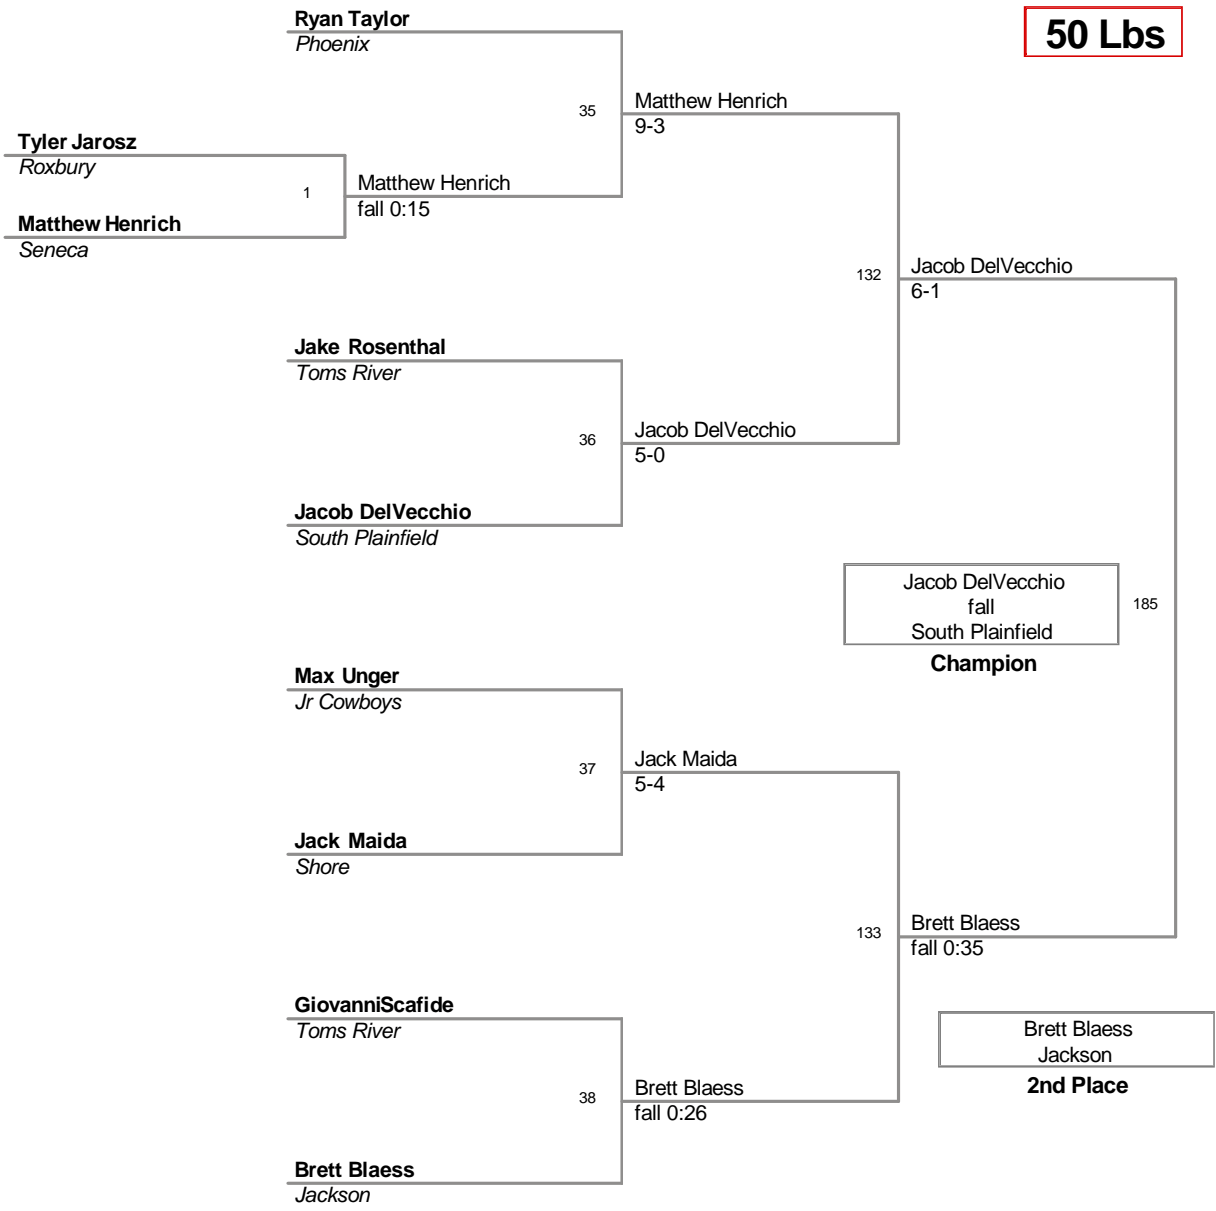 Ryan Taylor
Phoenix
50 Lbs
35
Matthew Henrich
9-3
Tyler Jarosz
Roxbury
1
Matthew Henrich
fall 0:15
Matthew Henrich
Seneca
132
Jacob DelVecchio
6-1
Jake Rosenthal
Toms River
36
Jacob DelVecchio
5-0
Jacob DelVecchio
South Plainfield
Jacob DelVecchio
fall
South Plainfield
185
Champion
Max Unger
Jr Cowboys
37
Jack Maida
5-4
Jack Maida
Shore
133
Brett Blaess
fall 0:35
GiovanniScafide
Toms River
Brett Blaess
Jackson
2nd Place
38
Brett Blaess
fall 0:26
Brett Blaess
Jackson